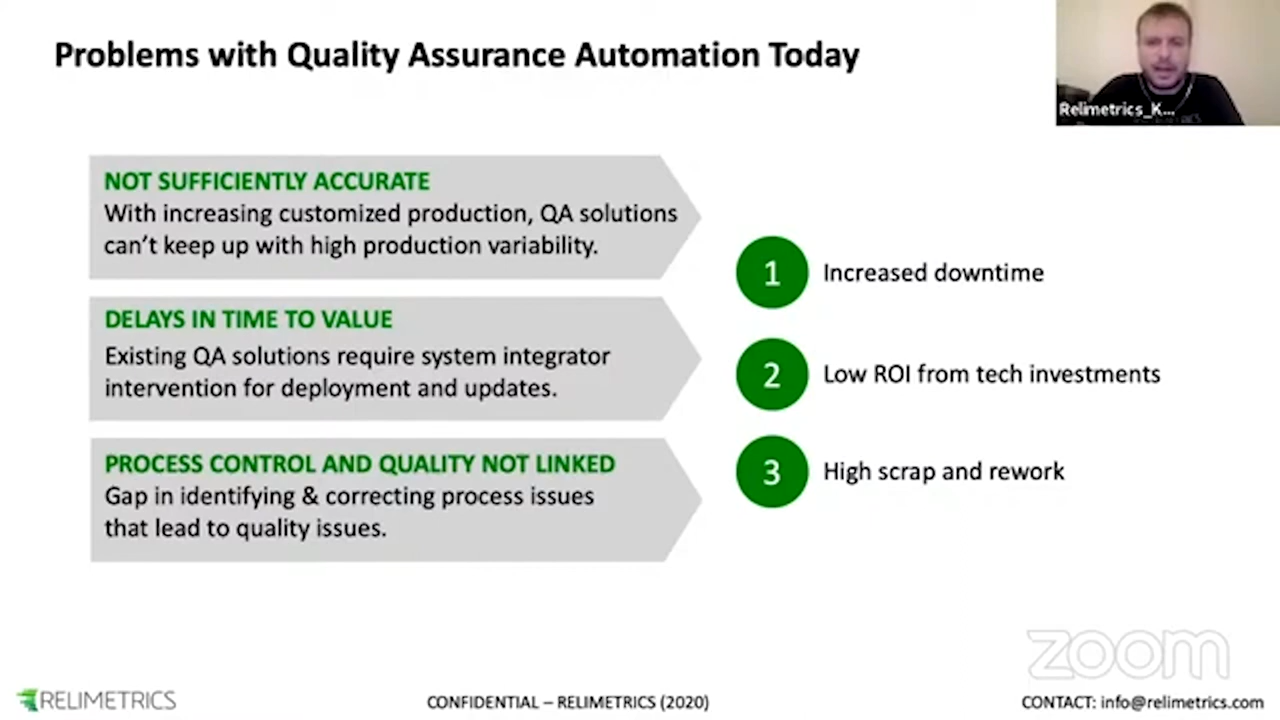 Problems with Quality Assurance Automation Today
Relimetrics_K...
NOT SUFFICIENTLY ACCURATE
With increasing customized production, QA solutions
can't keep up with high production variability.
DELAYS IN TIME TO VALUE
Existing QA solutions require system integrator
intervention for deployment and updates.
PROCESS CONTROL AND QUALITY NOT LINKED
Gap in identifying & correcting process issues
that lead to quality issues.
1 Increased downtime
2 Low ROI from tech investments
3 High scrap and rework
zoom
RELIMETRICS
CONFIDENTIAL – RELIMETRICS (2020)
CONTACT: info@relimetrics.com